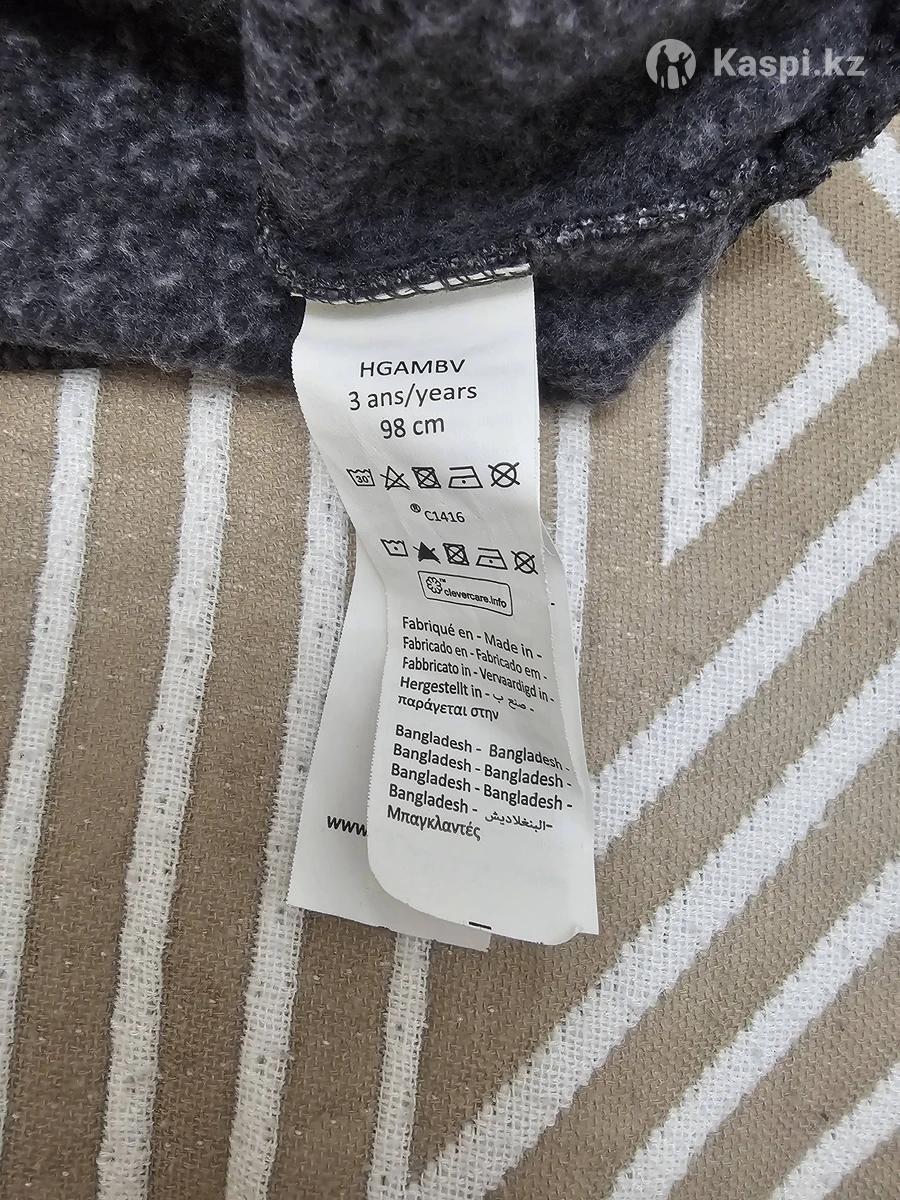 Kaspi.kz
HGAMBV
3 ans/years
98 cm
30°
® C1416
clevercare.info
Fabriqué en - Made in -
Fabricado en - Fabricado em -
Fabbricato in - Vervaardigd in -
Hergestellt in - صنع ب -
παράγεται στην
Bangladesh - Bangladesh -
Bangladesh - Bangladesh -
Bangladesh - Bangladesh -
Bangladesh - البنغلاديش -
Μπαγκλαντές
www.